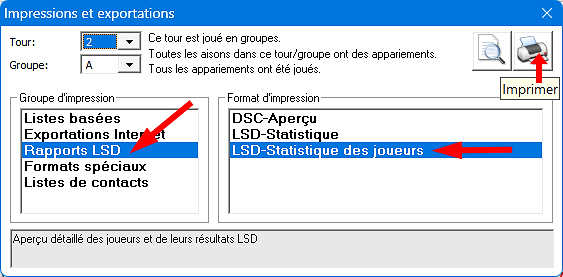 Impressions et exportations
Tour: 2
Ce tour est joué en groupes.
Toutes les aisons dans ce tour/groupe ont des appariements.
Groupe: A
Tous les appariements ont été joués.
Imprimer
Groupe d'impression
Format d'impression
Listes basées
Exportations Internet
Rapports LSD
Formats spéciaux
Listes de contacts
DSC-Aperçu
LSD-Statistique
LSD-Statistique des joueurs
Aperçu détaillé des joueurs et de leurs résultats LSD